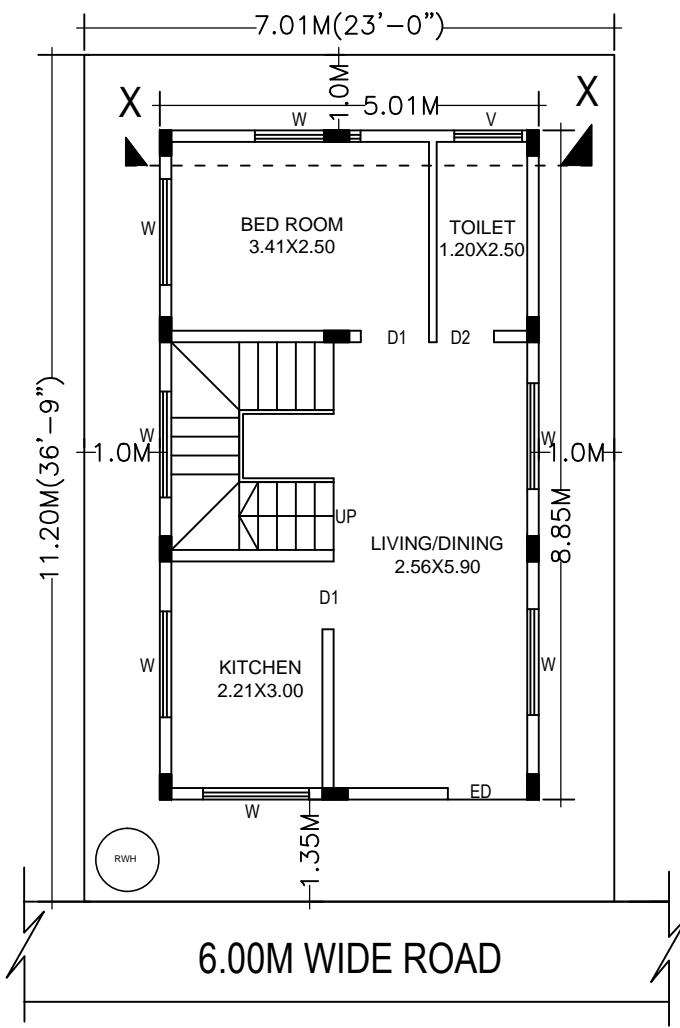 7.01M(23'-0")
1.0M
X
X
5.01M
W
V
W
BED ROOM
3.41X2.50
TOILET
1.20X2.50
D1
D2
11.20M(36'-9")
W
1.0M
W
1.0M
8.85M
UP
LIVING/DINING
2.56X5.90
D1
W
KITCHEN
2.21X3.00
W
ED
W
1.35M
RWH
6.00M WIDE ROAD